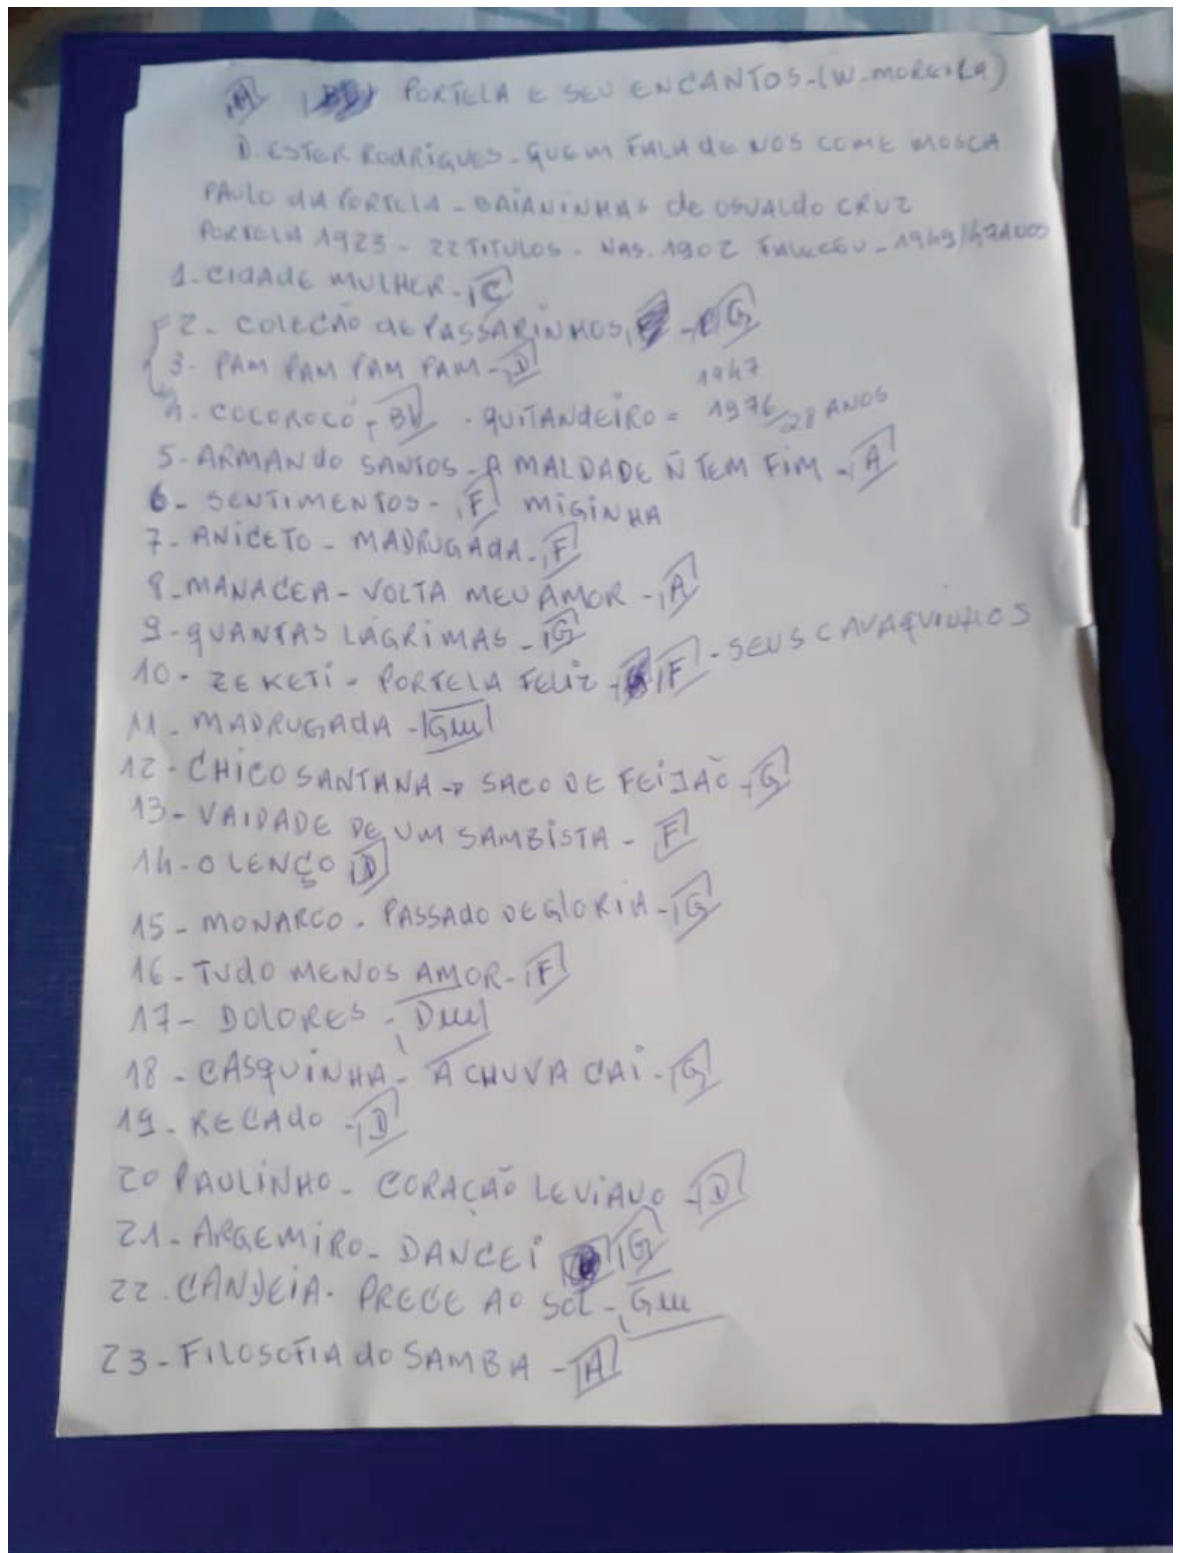 A PORTELA E SEU ENCANTOS-(W-MOREIRA)
D. ESTER RODRIGUES - QUEM FALA de NOS COME MOSCA
PAULO dA PORTELA - BAIANINHAS de OSVALDO CRUZ
PORTELA 1923 - 22 TITULOS - NAS. 1902 FALECEU - 1949/47ANOS
1. CIDADE MULHER - C
2 - COLEÇÃO de PASSARINHOS - G
3. PAM PAM PAM PAM - D
1947
4. COCOROCÓ - . QUITANdEIRO = 1976/28 ANOS
5 - ARMANdO SANTOS - A MALDADE Ñ TEM FIM - A
6 - SENTIMENTOS - F MIGINHA
7 - ANICETO - MADRUGADA - F
8 - MANACEA - VOLTA MEU AMOR - A
9 - QUANTAS LÁGRIMAS - G
10 - ZE KETI - PORTELA FELIZ - F - SEUS CAVAQUINHOS
11 - MADRUGADA - Gm
12 - CHICO SANTANA → SACO DE FEIJÃO - G
13 - VAIDADE DE UM SAMBISTA - F
14 - O LENÇO D
15 - MONARCO - PASSADO DE GLORIA - G
16 - TUDO MENOS AMOR - F
17 - DOLORES - Dm
18 - CASQUINHA - A CHUVA CAI - G
19 - RECADO - D
20 PAULINHO - CORAÇÃO LEVIANO - D
21 - ARGEMIRO - DANCEI G
22 - CANDEIA - PRECE AO SOL - Gm
23 - FILOSOFIA dO SAMBA - A